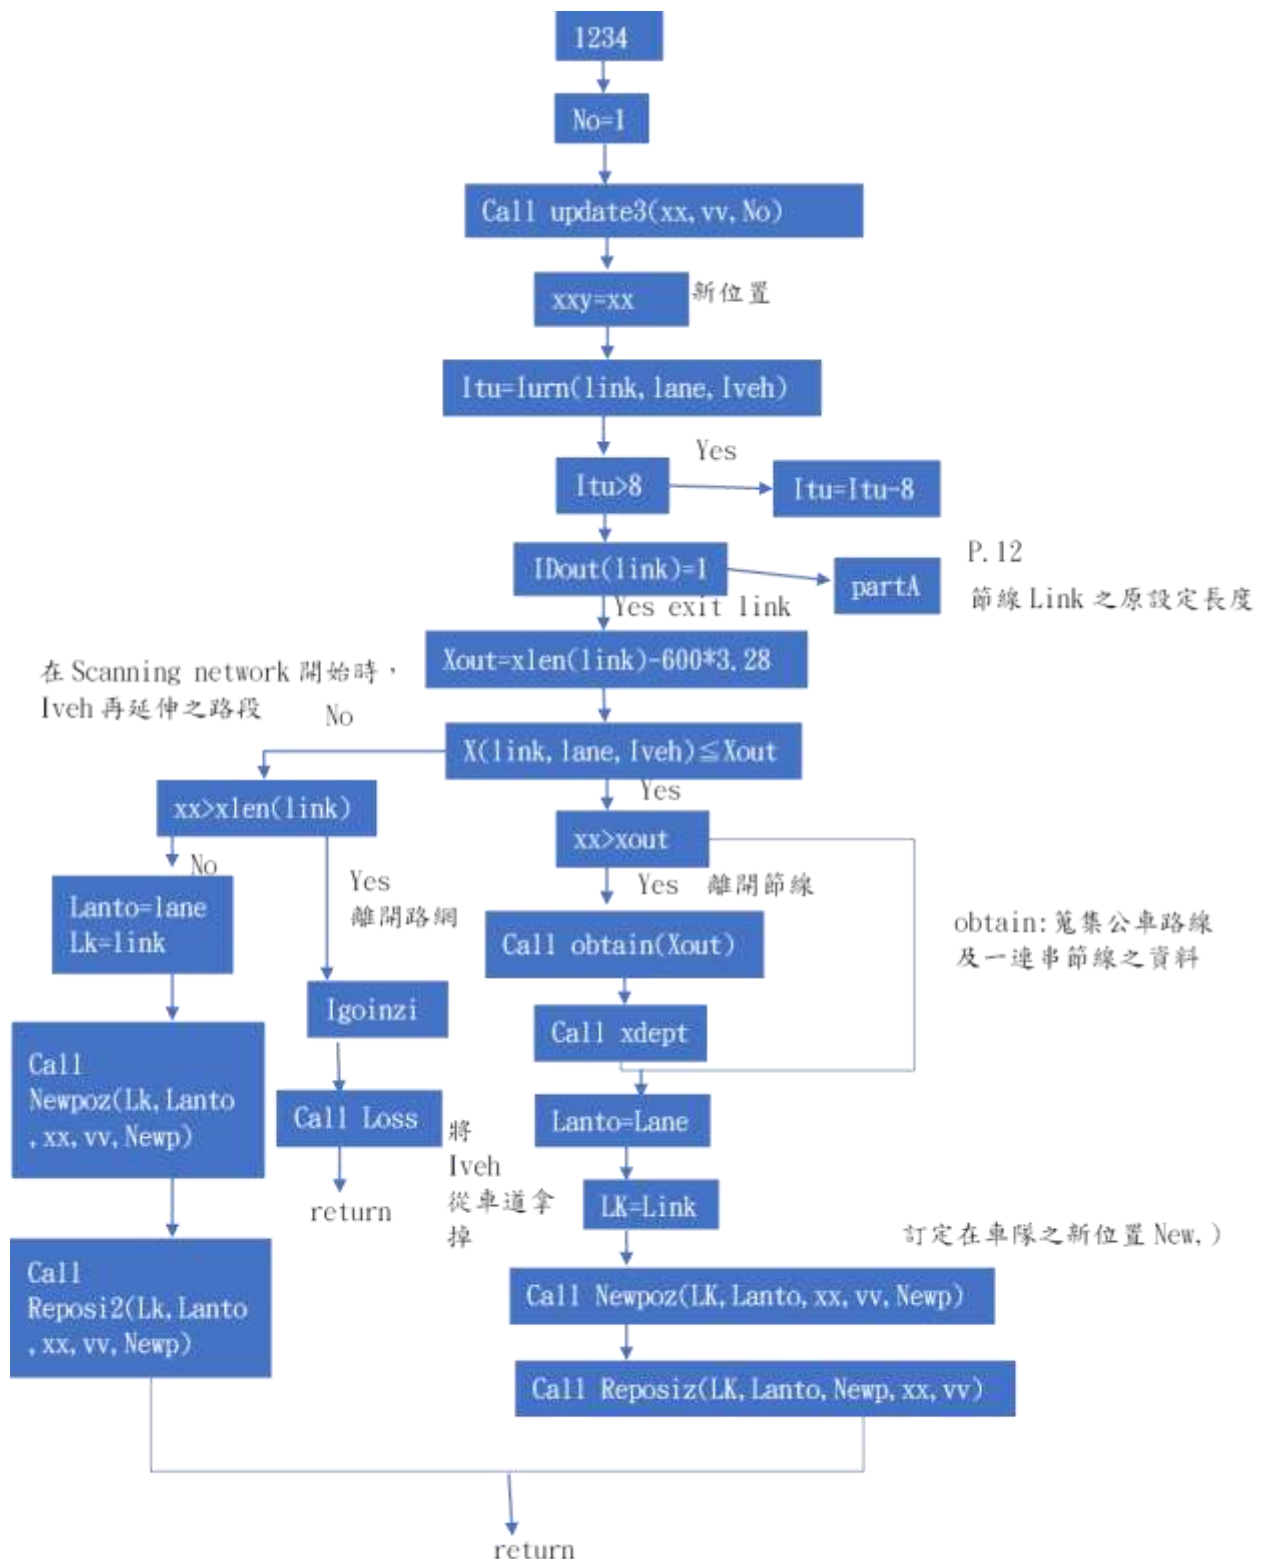 1234
No=1
Call update3(xx,vv,No)
xxy=xx
新位置
Itu=Iurn(link,lane,Iveh)
Itu>8
Yes
Itu=Itu-8
IDout(link)=1
partA
P.12
節線 Link 之原設定長度
Yes exit link
Xout=xlen(link)-600*3.28
在 Scanning network 開始時，
Iveh 再延伸之路段
No
X(link,lane,Iveh)≦Xout
Yes
xx>xlen(link)
xx>xout
No
Yes
離開路網
Yes 離開節線
Lanto=lane
Lk=link
Call obtain(Xout)
obtain:蒐集公車路線
及一連串節線之資料
Igoinzi
Call xdept
Call
Newpoz(Lk,Lanto
,xx,vv,Newp)
Call Loss
將
Iveh
從車道拿
掉
return
Lanto=Lane
LK=Link
訂定在車隊之新位置 New,)
Call
Reposi2(Lk,Lanto
,xx,vv,Newp)
Call Newpoz(LK,Lanto,xx,vv,Newp)
Call Reposiz(LK,Lanto,Newp,xx,vv)
return